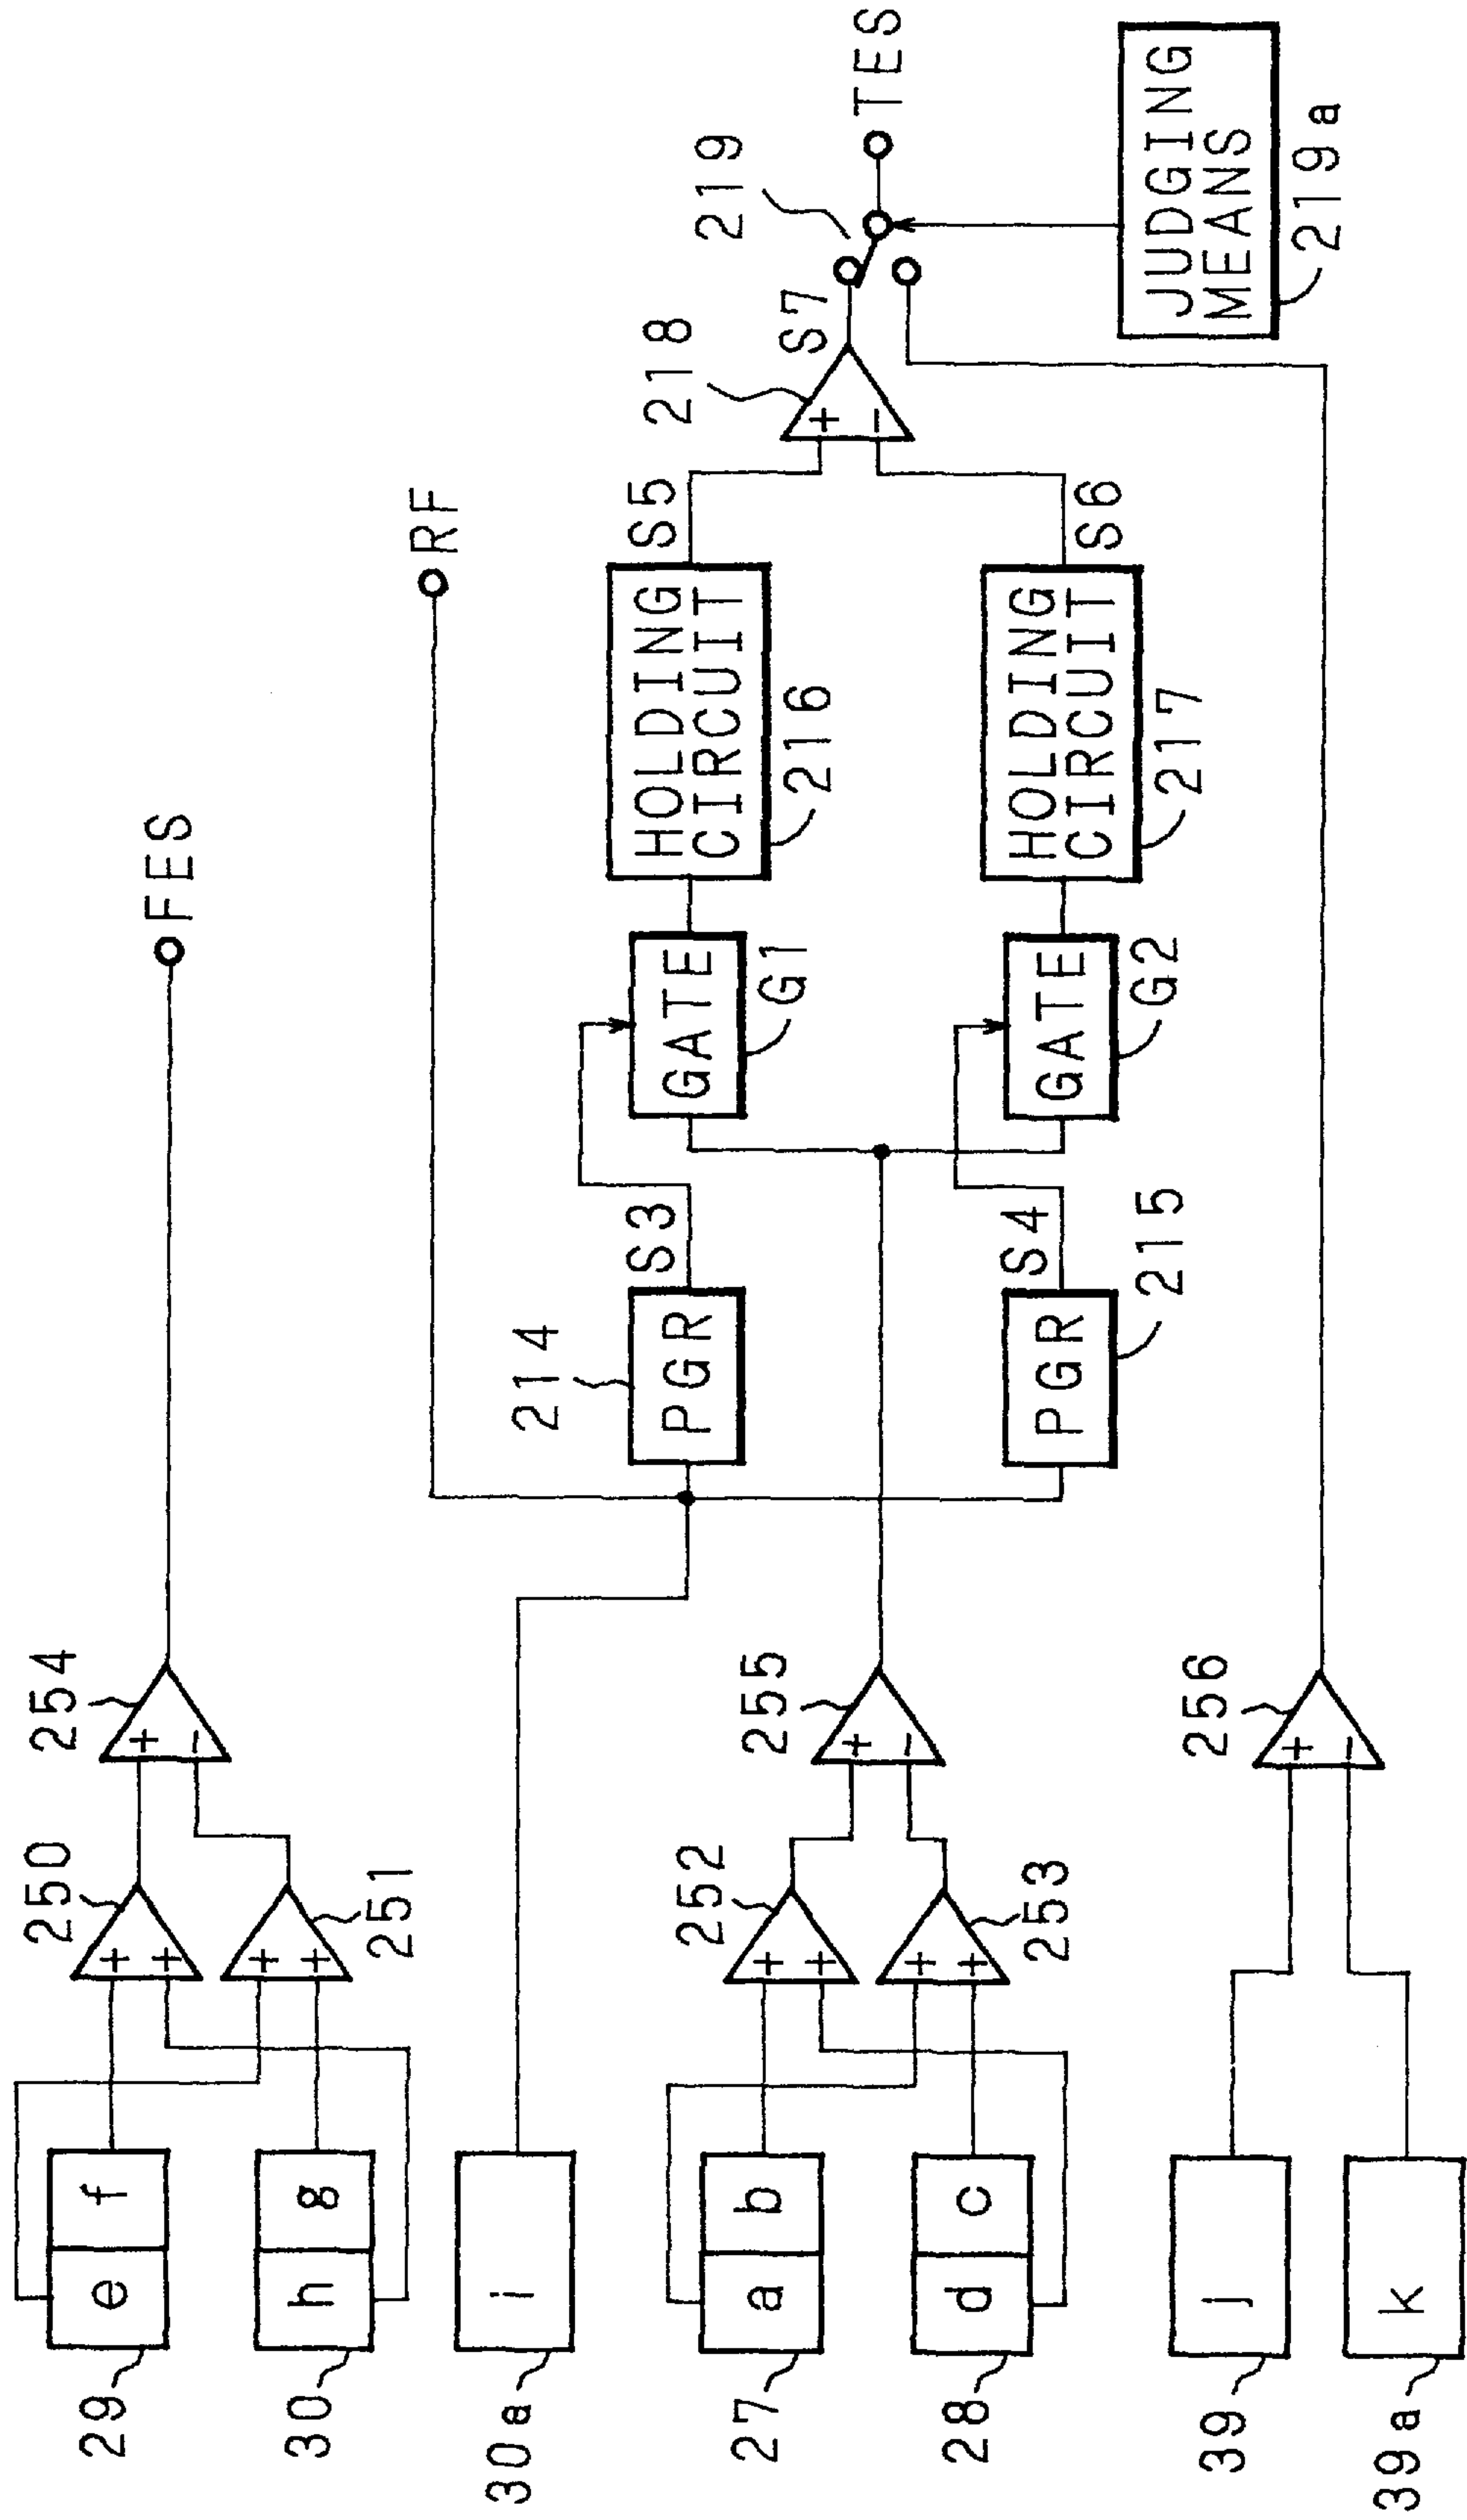 29
e
f
250
254
FES
30
h
g
251
30a
i
RF
27
a
b
252
255
28
d
c
253
214
PGR
S3
GATE
G1
HOLDING
CIRCUIT
216
S5
PGR
215
S4
GATE
G2
HOLDING
CIRCUIT
217
S6
218
S7
219
TES
JUDGING
MEANS
219a
39
j
39a
k
256
+
+
+
+
+
-
+
+
+
+
+
-
+
-
+
-